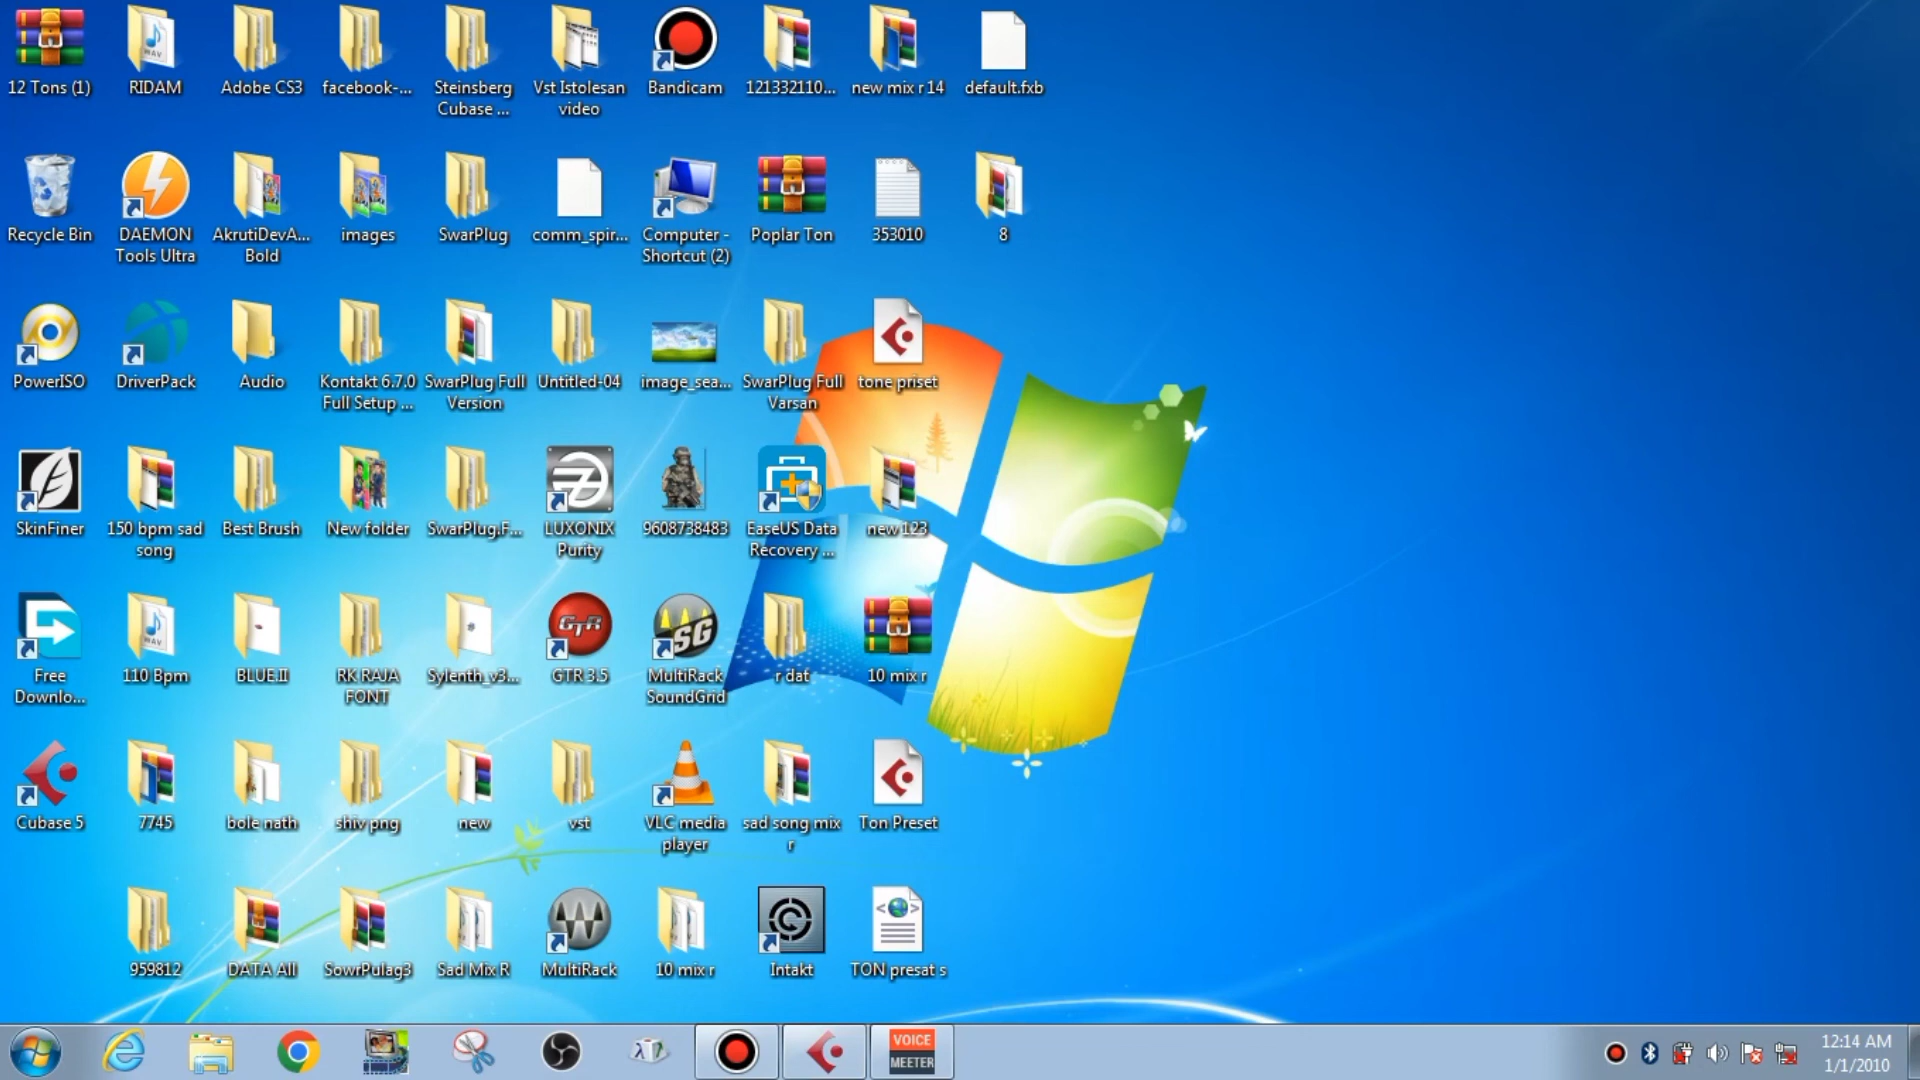 12 Tons (1)
RIDAM
Adobe CS3
facebook-...
Steinsberg
Cubase ...
Vst Istolesan
video
Bandicam
121332110...
new mix r 14
default.fxb
Recycle Bin
DAEMON
Tools Ultra
AkrutiDevA...
Bold
images
SwarPlug
comm_spir...
Computer -
Shortcut (2)
Poplar Ton
353010
8
PowerISO
DriverPack
Audio
Kontakt 6.7.0
Full Setup ...
SwarPlug Full
Version
Untitled-04
image_sea...
SwarPlug Full
Varsan
tone priset
SkinFiner
150 bpm sad
song
Best Brush
New folder
SwarPlug.F...
LUXONIX
Purity
9608738483
EaseUS Data
Recovery ...
new 123
Free
Downlo...
110 Bpm
BLUE.II
RK RAJA
FONT
Sylenth_v3...
GTR 3.5
MultiRack
SoundGrid
r dat
10 mix r
Cubase 5
7745
bole nath
shiv png
new
vst
VLC media
player
sad song mix
r
Ton Preset
959812
DATA All
SowrPulag3
Sad Mix R
MultiRack
10 mix r
Intakt
TON presat s
WAV
WAV
GTR
SG
VOICE
MEETER
12:14 AM
1/1/2010